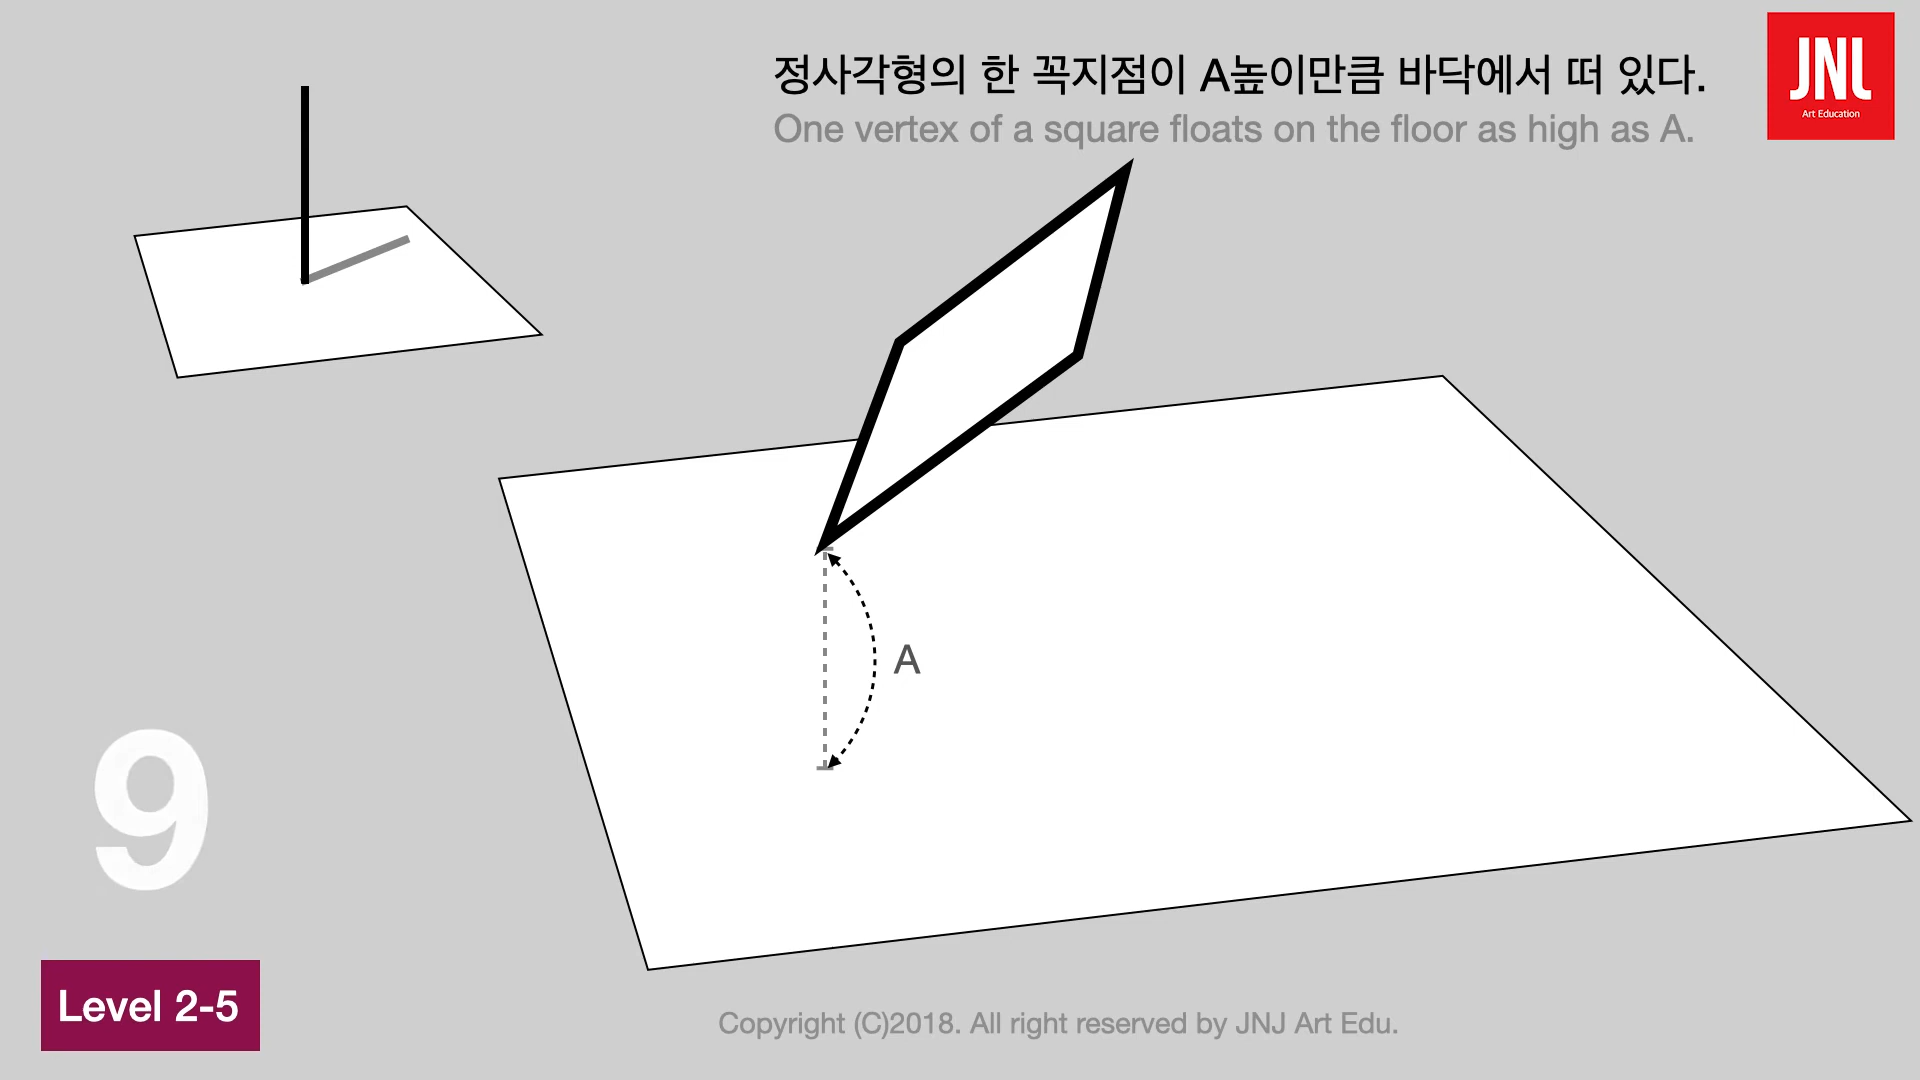 정사각형의 한 꼭지점이 A높이만큼 바닥에서 떠 있다.
One vertex of a square floats on the floor as high as A.
JNL
Art Education
A
9
Level 2-5
Copyright (C)2018. All right reserved by JNJ Art Edu.